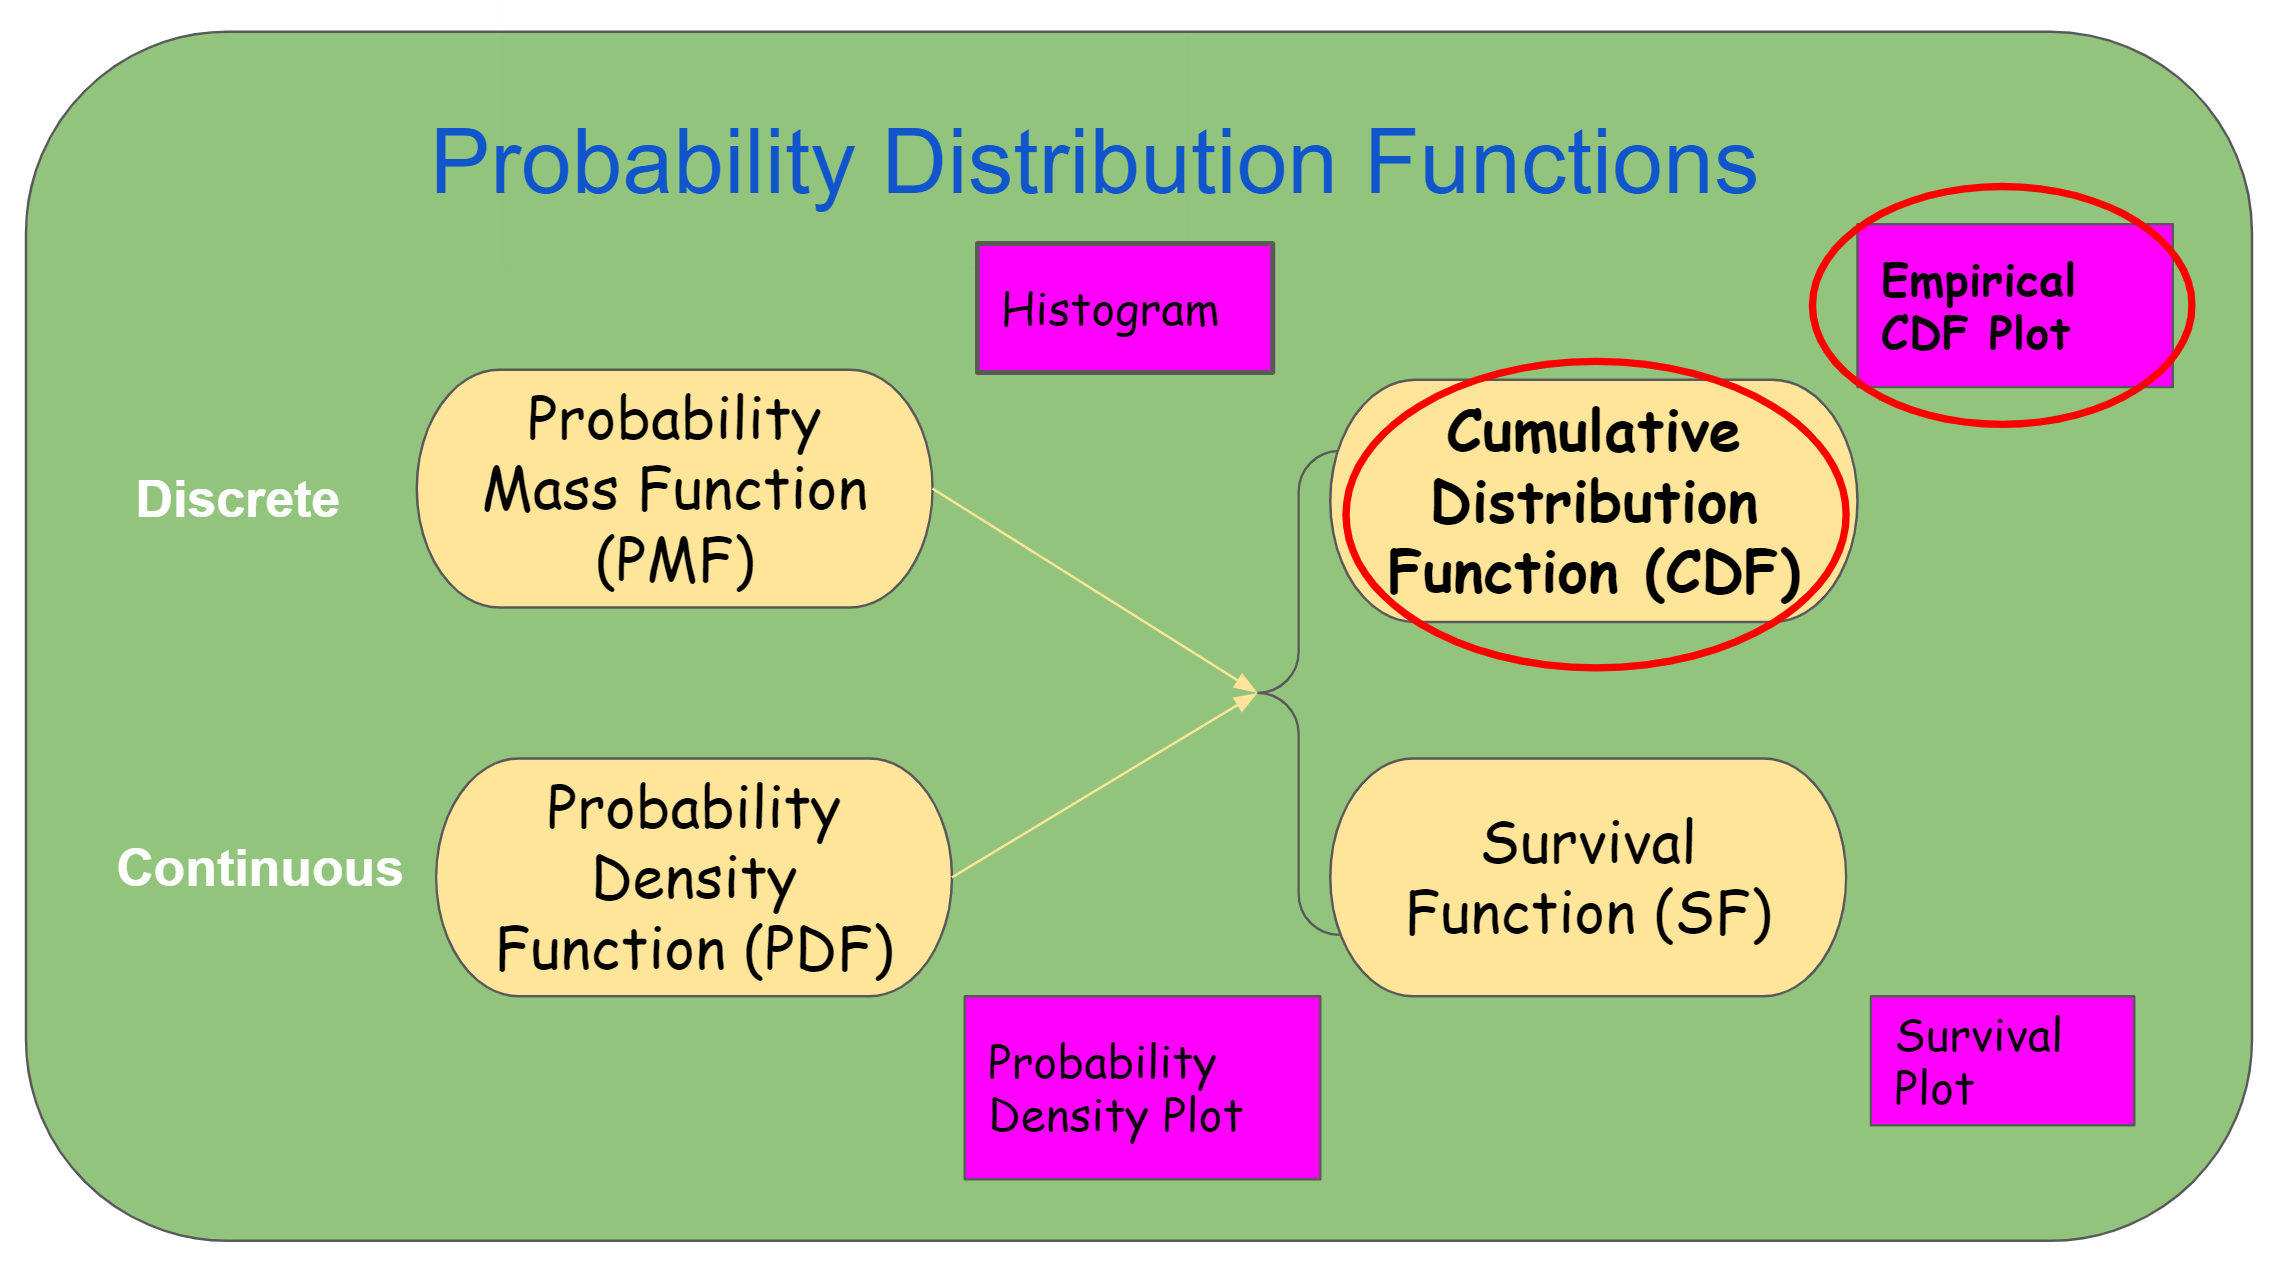 Probability Distribution Functions
Histogram
Empirical
CDF Plot
Discrete
Probability
Mass Function
(PMF)
Cumulative
Distribution
Function (CDF)
Continuous
Probability
Density
Function (PDF)
Survival
Function (SF)
Probability
Density Plot
Survival
Plot